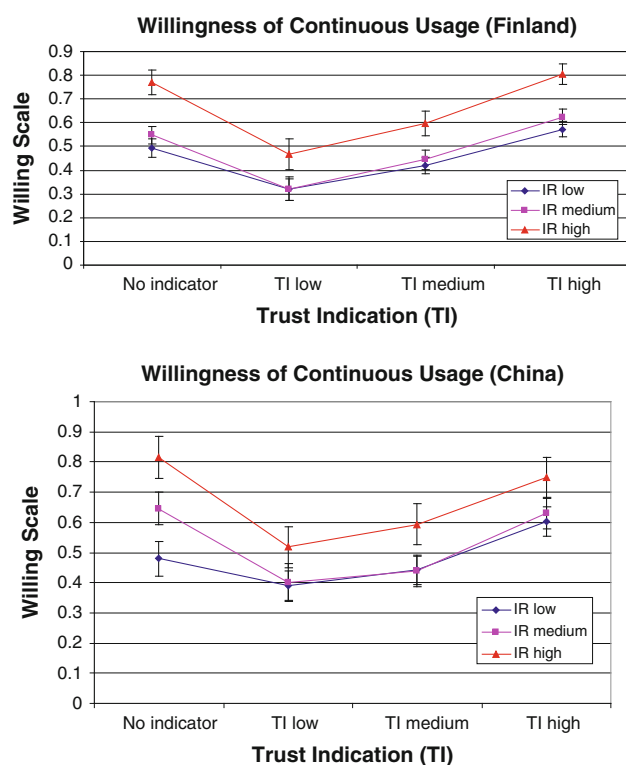 Willingness of Continuous Usage (Finland)
0.9
0.8
0.7
0.6
0.5
0.4
0.3
0.2
0.1
0
Willing Scale
IR low
IR medium
IR high
No indicator TI low TI medium TI high
Trust Indication (TI)
Willingness of Continuous Usage (China)
1
0.9
0.8
0.7
0.6
0.5
0.4
0.3
0.2
0.1
0
Willing Scale
IR low
IR medium
IR high
No indicator TI low TI medium TI high
Trust Indication (TI)